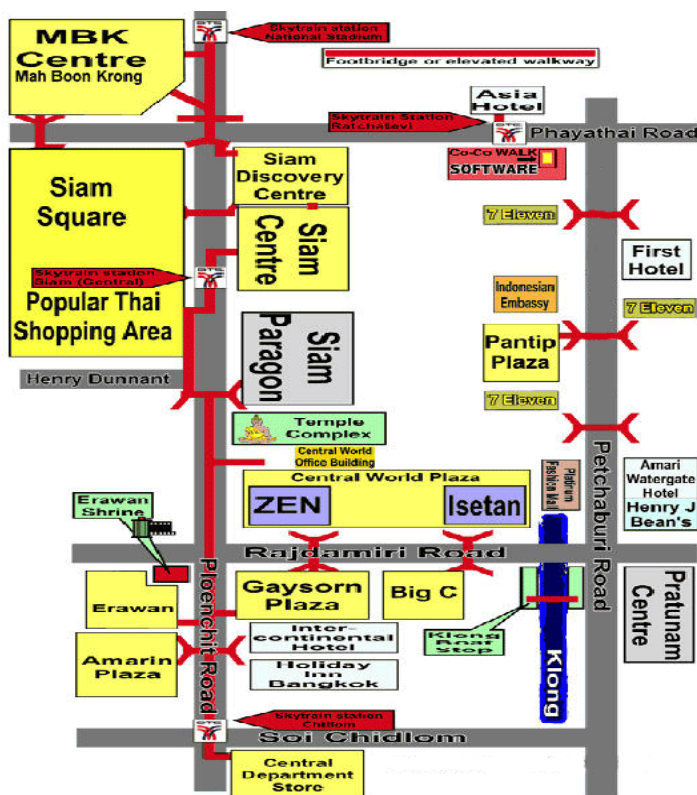 MBK
Centre
Mah Boon Krong
BTS
Skytrain station
National Stadium
Footbridge or elevated walkway
Asia
Hotel
Skytrain Station
Ratchatavi
BTS
Phayathai Road
Co-Co WALK
SOFTWARE
Siam
Square
Siam
Discovery
Centre
Siam
Centre
7 Eleven
First
Hotel
Skytrain station
Siam (Central)
BTS
Popular Thai
Shopping Area
Indonesian
Embassy
7 Eleven
Siam
Paragon
Pantip
Plaza
Henry Dunnant
7 Eleven
Temple
Complex
Central World
Office Building
Central World Plaza
ZEN
Isetan
Platinum
Fashion Mall
Petchaburi Road
Amari
Watergate
Hotel
Henry J
Bean's
Erawan
Shrine
Rajdamiri Road
Ploenchit Road
Erawan
Gaysorn
Plaza
Big C
Klong
Boat
Stop
Klong
Pratunam
Centre
Amarin
Plaza
Inter-
continental
Hotel
Holiday
Inn
Bangkok
Skytrain station
Chitlom
BTS
Soi Chidlom
Central
Department
Store